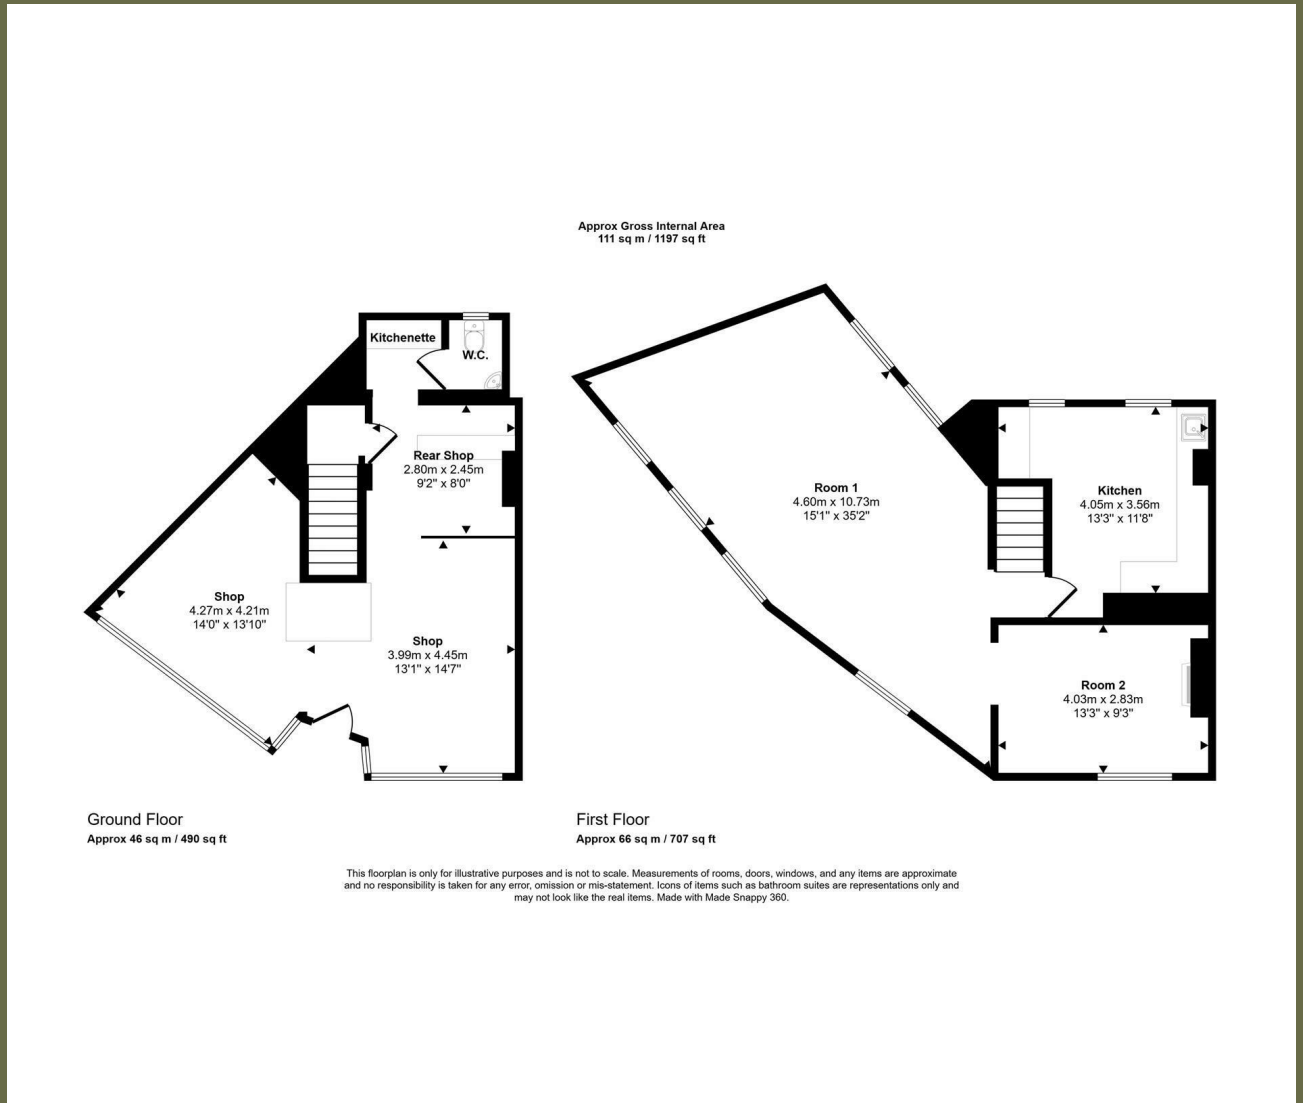 Approx Gross Internal Area
111 sq m / 1197 sq ft
Kitchenette
W.C.
Rear Shop
2.80m x 2.45m
9'2" x 8'0"
Shop
4.27m x 4.21m
14'0" x 13'10"
Shop
3.99m x 4.45m
13'1" x 14'7"
Room 1
4.60m x 10.73m
15'1" x 35'2"
Kitchen
4.05m x 3.56m
13'3" x 11'8"
Room 2
4.03m x 2.83m
13'3" x 9'3"
Ground Floor
Approx 46 sq m / 490 sq ft
First Floor
Approx 66 sq m / 707 sq ft
This floorplan is only for illustrative purposes and is not to scale. Measurements of rooms, doors, windows, and any items are approximate
and no responsibility is taken for any error, omission or mis-statement. Icons of items such as bathroom suites are representations only and
may not look like the real items. Made with Made Snappy 360.